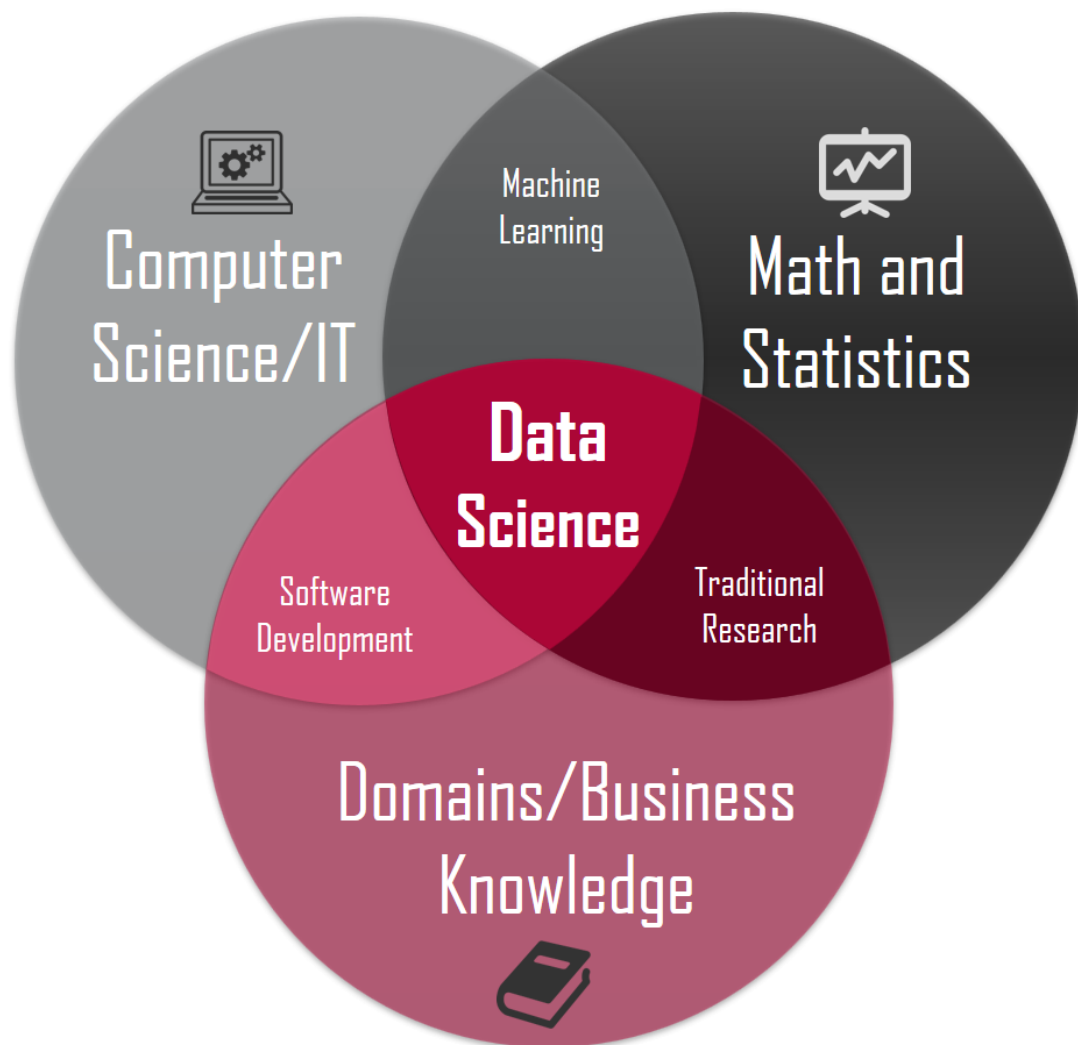 Machine
Learning
Computer
Science/IT
Math and
Statistics
Data
Science
Software
Development
Traditional
Research
Domains/Business
Knowledge